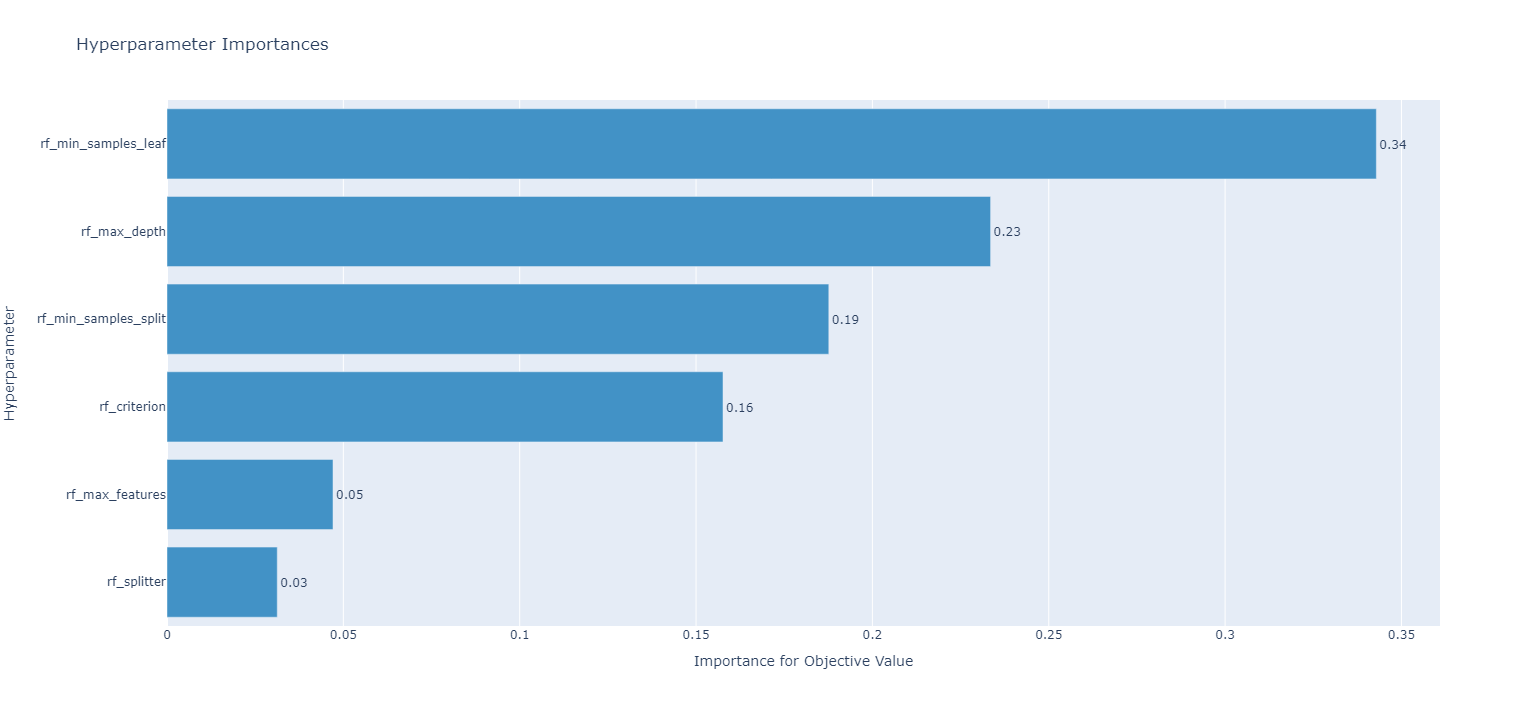 Hyperparameter Importances
Hyperparameter
rf_min_samples_leaf
0.34
rf_max_depth
0.23
rf_min_samples_split
0.19
rf_criterion
0.16
rf_max_features
0.05
rf_splitter
0.03
0 0.05 0.1 0.15 0.2 0.25 0.3 0.35
Importance for Objective Value